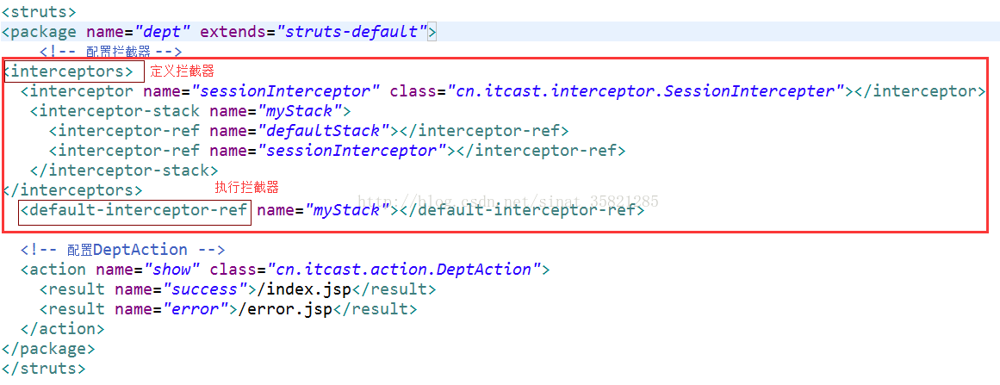 <struts>
<package name="dept" extends="struts-default">
<!-- 配置拦截器 -->
<interceptors> 定义拦截器
<interceptor name="sessionInterceptor" class="cn.itcast.interceptor.SessionIntercepter"></interceptor>
<interceptor-stack name="myStack">
<interceptor-ref name="defaultStack"></interceptor-ref>
<interceptor-ref name="sessionInterceptor"></interceptor-ref>
</interceptor-stack>
</interceptors> 执行拦截器
http://blog.csdn.net/sinat_35821285
<default-interceptor-ref name="myStack"></default-interceptor-ref>
<!-- 配置DeptAction -->
<action name="show" class="cn.itcast.action.DeptAction">
<result name="success">/index.jsp</result>
<result name="error">/error.jsp</result>
</action>
</package>
</struts>